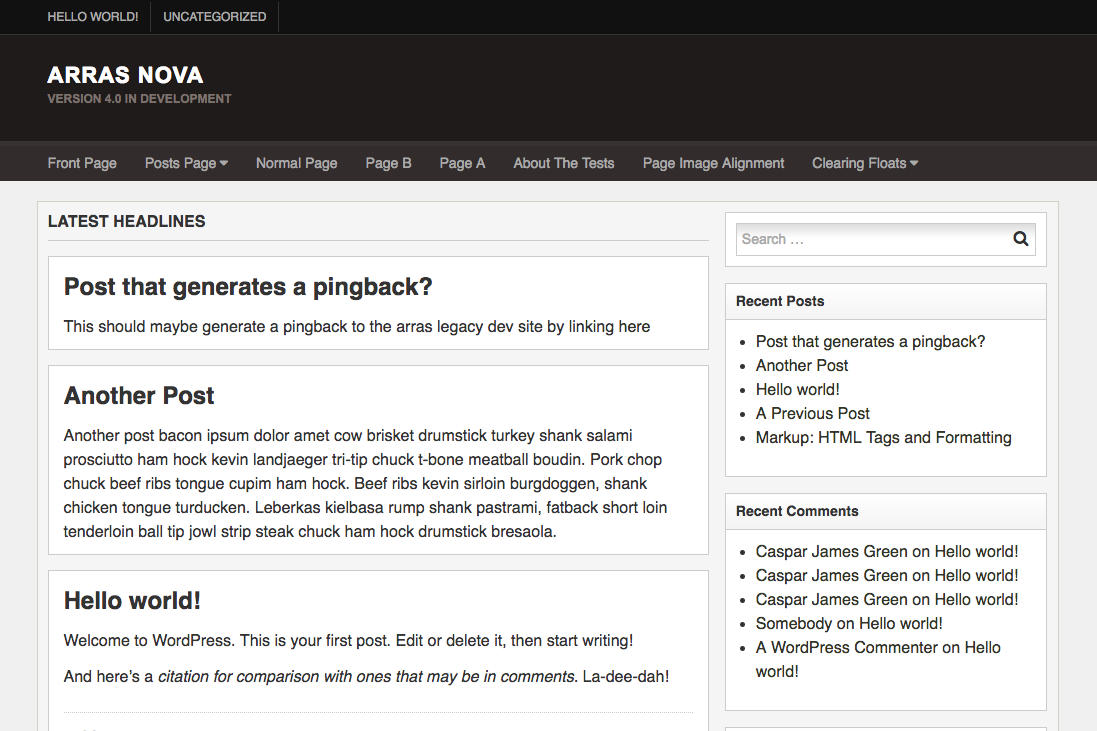 HELLO WORLD!
UNCATEGORIZED
ARRAS NOVA
VERSION 4.0 IN DEVELOPMENT
Front Page
Posts Page
Normal Page
Page B
Page A
About The Tests
Page Image Alignment
Clearing Floats
LATEST HEADLINES
Post that generates a pingback?
This should maybe generate a pingback to the arras legacy dev site by linking here
Another Post
Another post bacon ipsum dolor amet cow brisket drumstick turkey shank salami
prosciutto ham hock kevin landjaeger tri-tip chuck t-bone meatball boudin. Pork chop
chuck beef ribs tongue cupim ham hock. Beef ribs kevin sirloin burgdoggen, shank
chicken tongue turducken. Leberkas kielbasa rump shank pastrami, fatback short loin
tenderloin ball tip jowl strip steak chuck ham hock drumstick bresaola.
Hello world!
Welcome to WordPress. This is your first post. Edit or delete it, then start writing!
And here’s a citation for comparison with ones that may be in comments. La-dee-dah!
Search …
Recent Posts
Post that generates a pingback?
Another Post
Hello world!
A Previous Post
Markup: HTML Tags and Formatting
Recent Comments
Caspar James Green on Hello world!
Caspar James Green on Hello world!
Caspar James Green on Hello world!
Somebody on Hello world!
A WordPress Commenter on Hello
world!